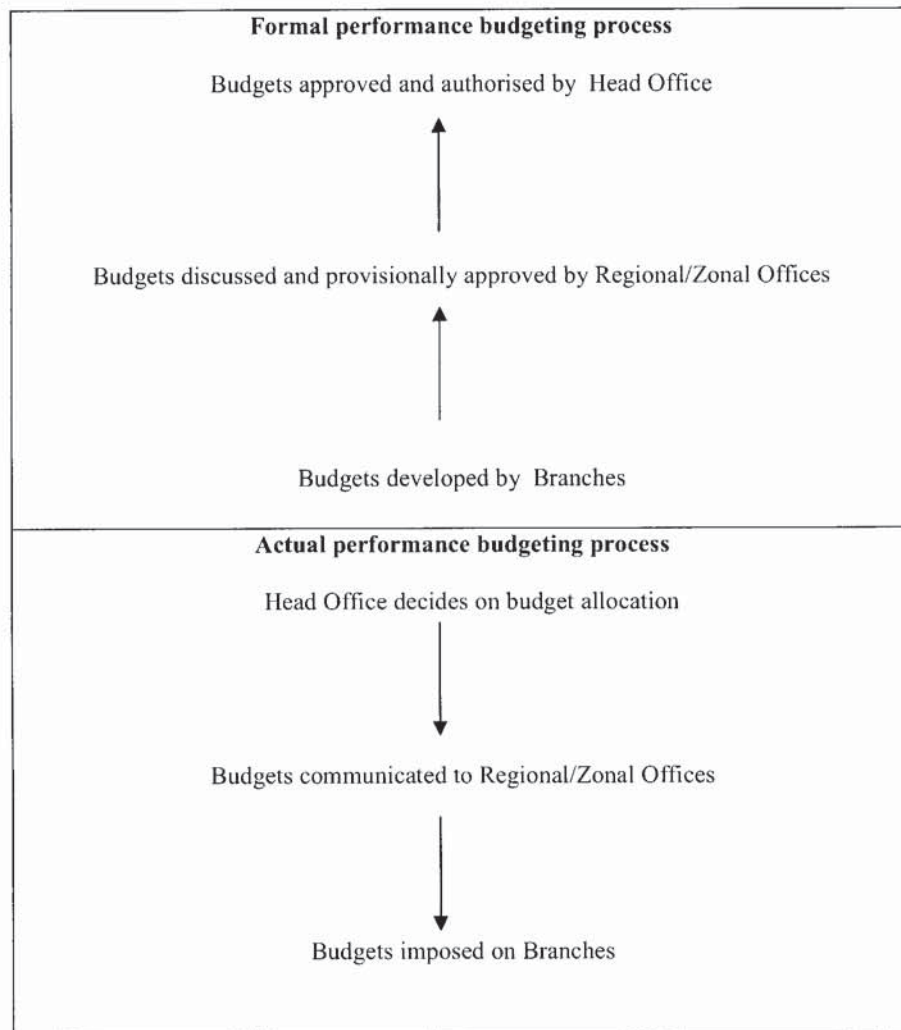 Formal performance budgeting process
Budgets approved and authorised by Head Office
Budgets discussed and provisionally approved by Regional/Zonal Offices
Budgets developed by Branches
Actual performance budgeting process
Head Office decides on budget allocation
Budgets communicated to Regional/Zonal Offices
Budgets imposed on Branches